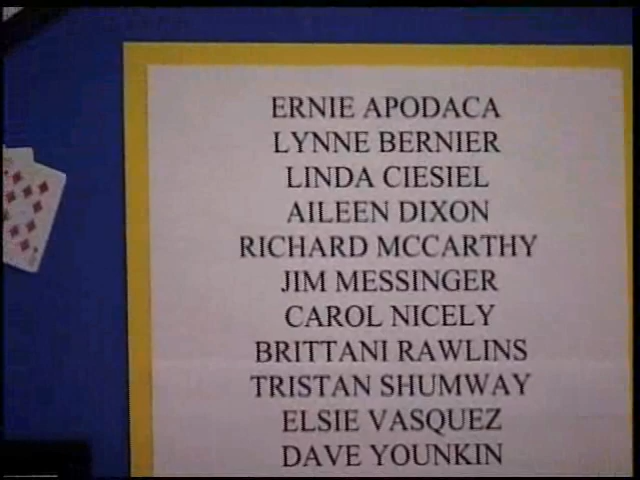 ERNIE APODACA
LYNNE BERNIER
LINDA CIESIEL
AILEEN DIXON
RICHARD MCCARTHY
JIM MESSINGER
CAROL NICELY
BRITTANI RAWLINS
TRISTAN SHUMWAY
ELSIE VASQUEZ
DAVE YOUNKIN